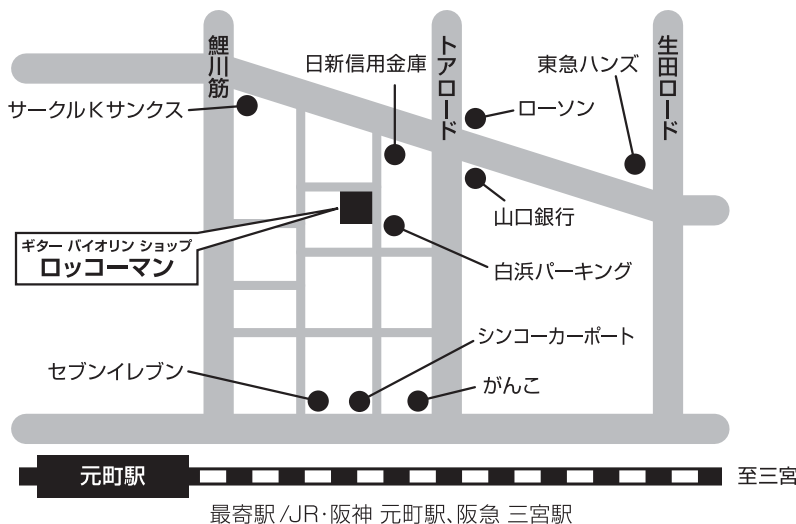 鯉川筋
トアロード
生田ロード
日新信用金庫
東急ハンズ
サークルKサンクス
ローソン
山口銀行
ギター バイオリン ショップ
ロッコーマン
白浜パーキング
シンコーカーポート
セブンイレブン
がんこ
元町駅
至三宮
最寄駅/JR・阪神 元町駅、阪急 三宮駅